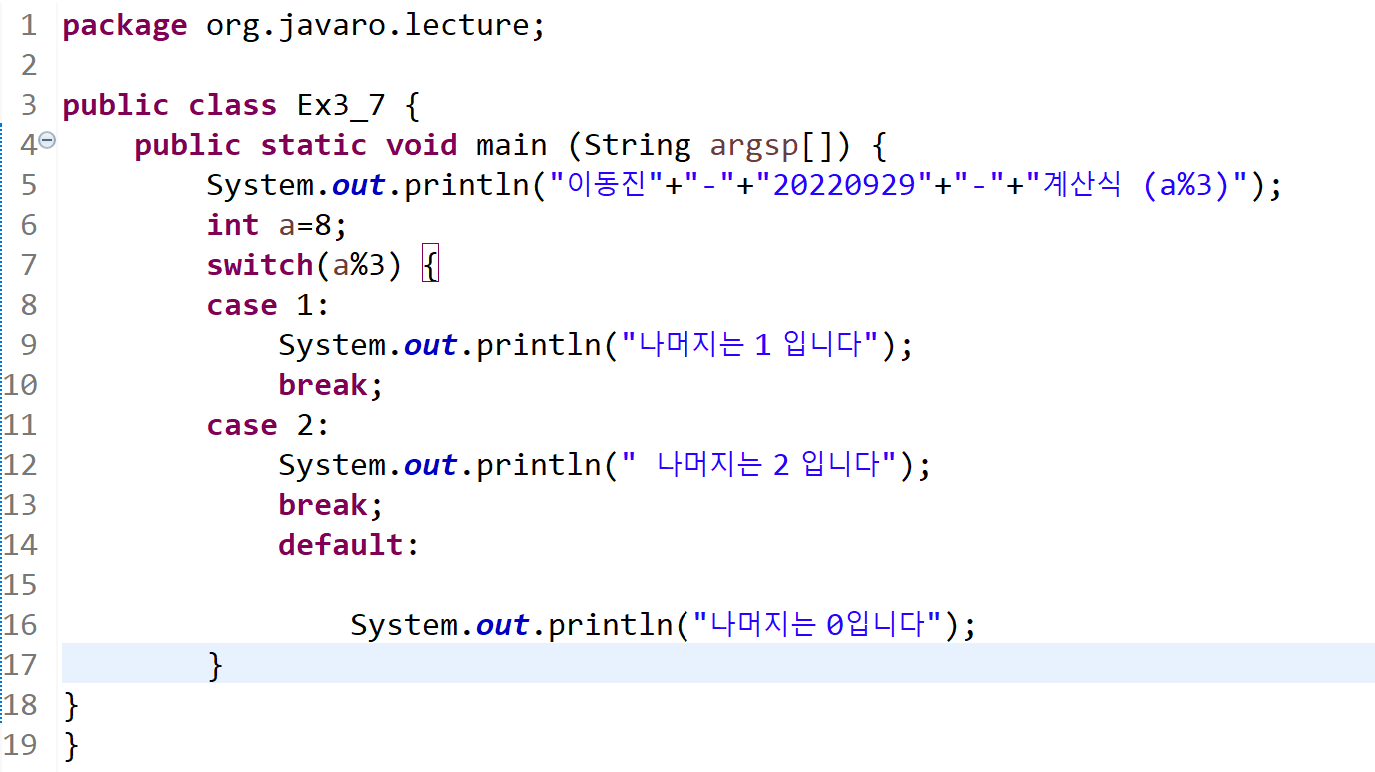 1 package org.javaro.lecture;
2
3 public class Ex3_7 {
4 public static void main (String argsp[]) {
5 System.out.println("이동진"+"-"+"20220929"+"-"+"계산식 (a%3)");
6 int a=8;
7 switch(a%3) {
8 case 1:
9 System.out.println("나머지는 1 입니다");
10 break;
11 case 2:
12 System.out.println(" 나머지는 2 입니다");
13 break;
14 default:
15
16 System.out.println("나머지는 0입니다");
17 }
18 }
19 }